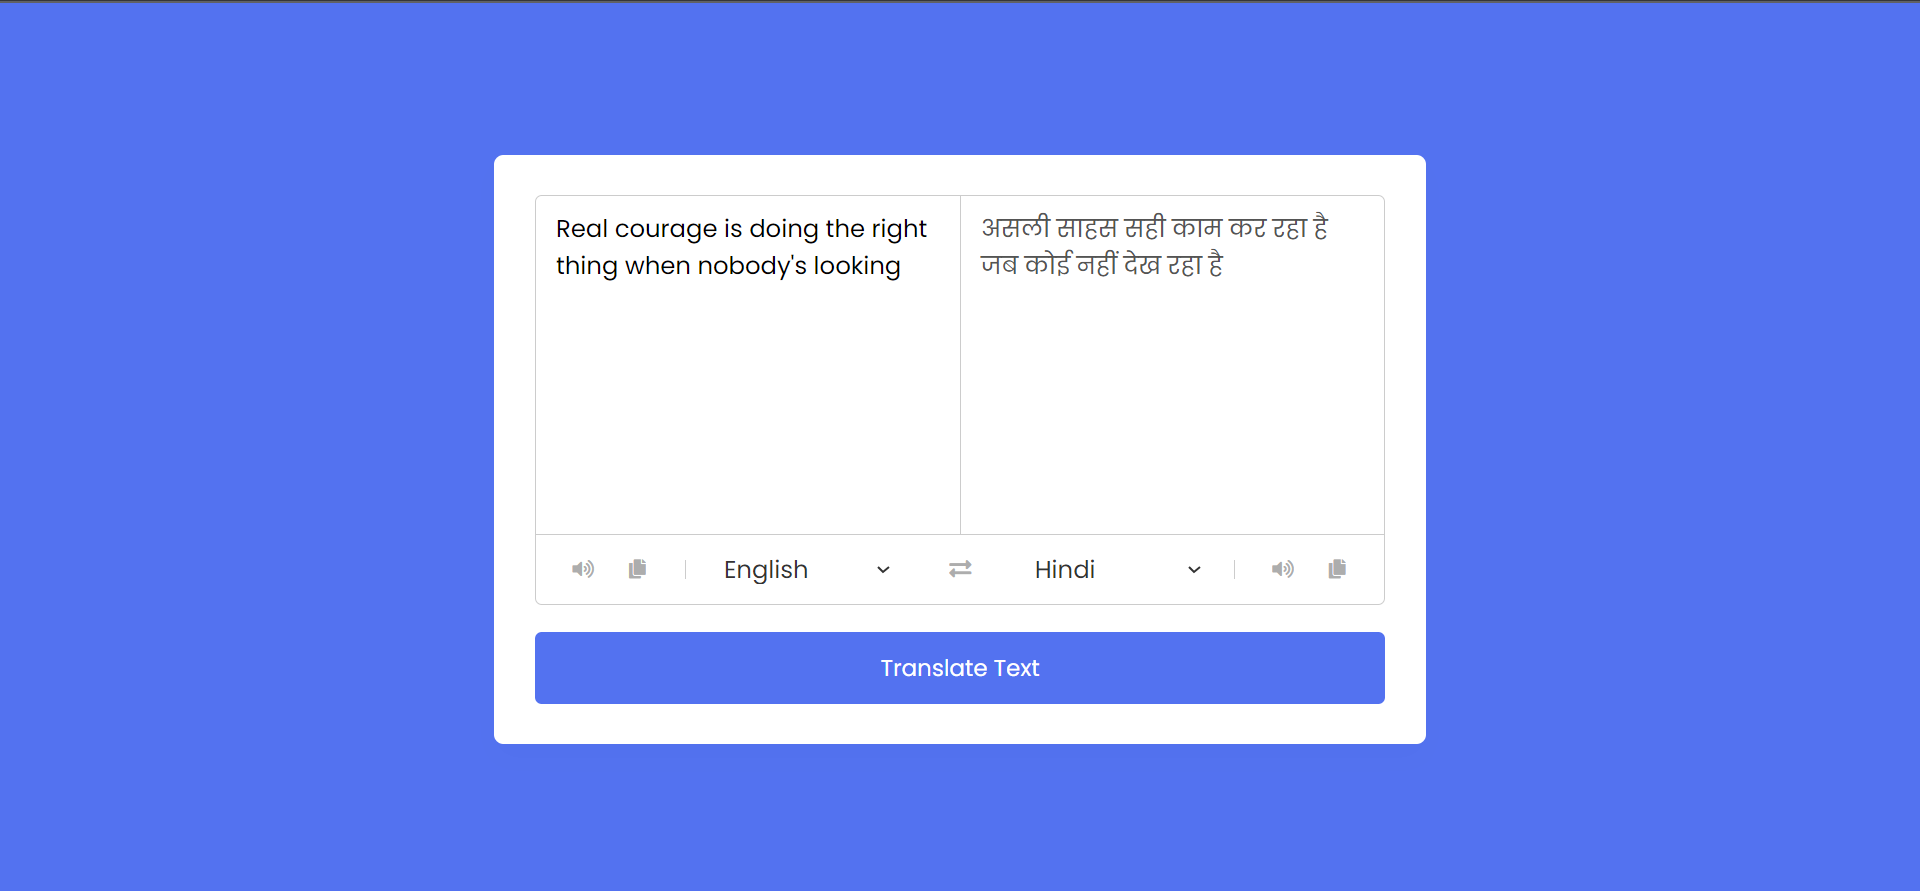 Real courage is doing the right
thing when nobody's looking
असली साहस सही काम कर रहा है
जब कोई नहीं देख रहा है
English
Hindi
Translate Text